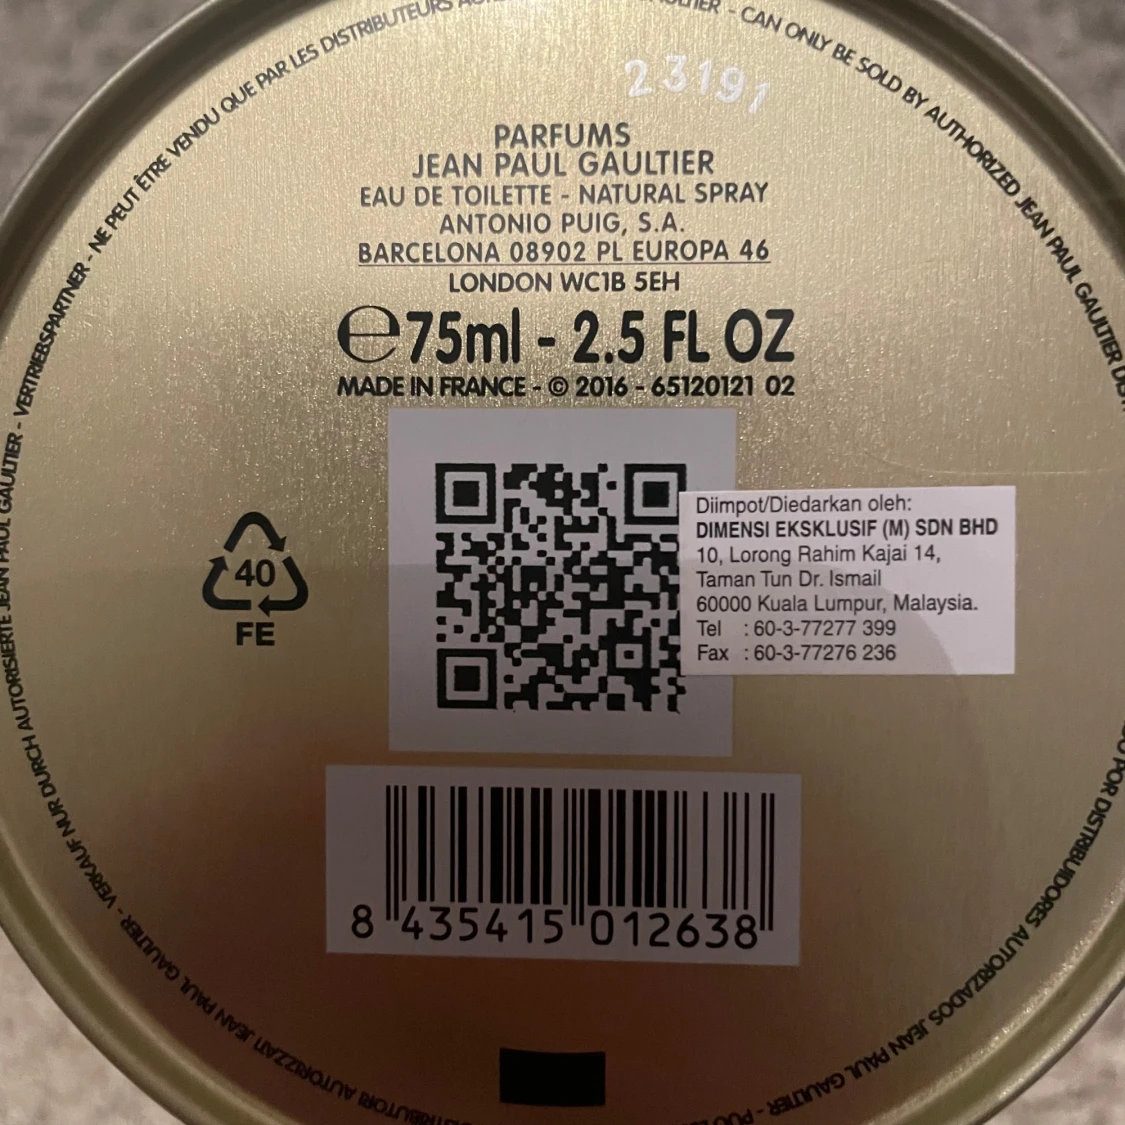 NE PEUT ÊTRE VENDU QUE PAR LES DISTRIBUTEURS
- CAN ONLY BE SOLD BY AUTHORIZED JEAN PAUL GAULTIER
23191
PARFUMS
JEAN PAUL GAULTIER
EAU DE TOILETTE - NATURAL SPRAY
ANTONIO PUIG, S.A.
BARCELONA 08902 PL EUROPA 46
LONDON WC1B 5EH
e75ml - 2.5 FL OZ
MADE IN FRANCE - © 2016 - 65120121 02
40
FE
Diimpot/Diedarkan oleh:
DIMENSI EKSKLUSIF (M) SDN BHD
10, Lorong Rahim Kajai 14,
Taman Tun Dr. Ismail
60000 Kuala Lumpur, Malaysia.
Tel : 60-3-77277 399
Fax : 60-3-77276 236
8 435415 012638
POR DISTRIBUIDORES AUTORIZADOS JEAN PAUL GAULTIER -
AUTORIZZATI JEAN PAUL GAULTIER - VERKAUF NUR DURCH AUTORISIERTE JEAN PAUL GAULTIER - VERTRIEBSPARTNER -